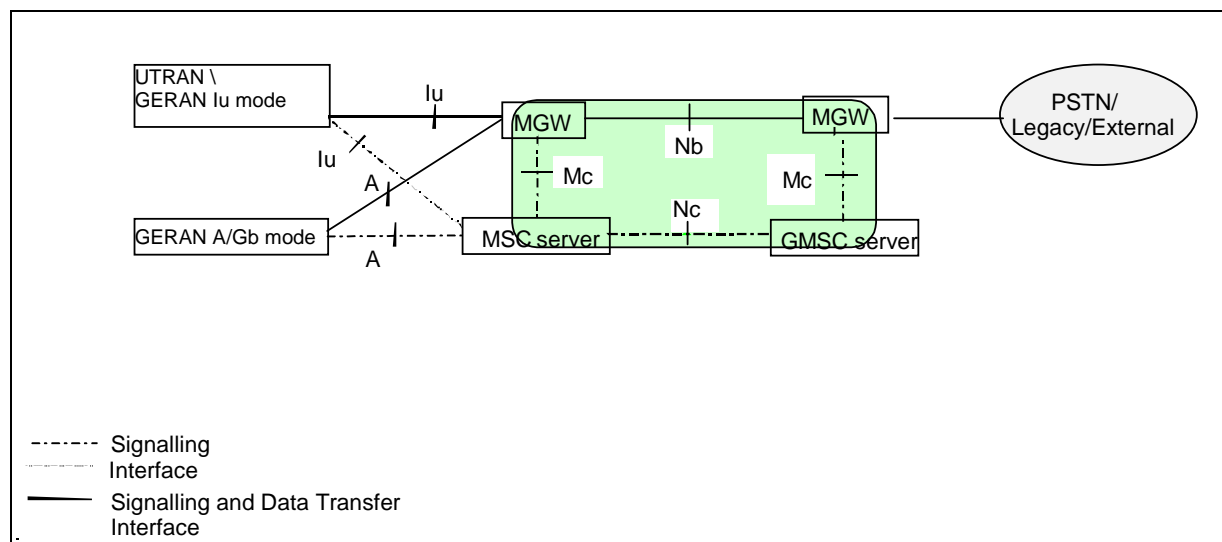 UTRAN \
GERAN Iu mode
Iu
MGW
Nb
MGW
PSTN/
Legacy/External
Iu
A
Mc
Mc
GERAN A/Gb mode
A
MSC server
Nc
GMSC server
Signalling
Interface
Signalling and Data Transfer
Interface